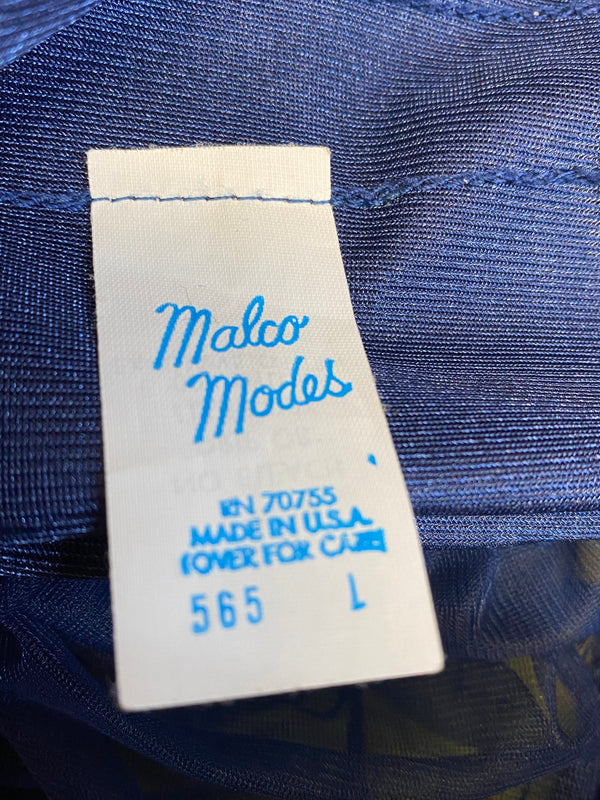 Malco
Modes
RN 70755
MADE IN U.S.A.
(OVER FOR CARE
565 L